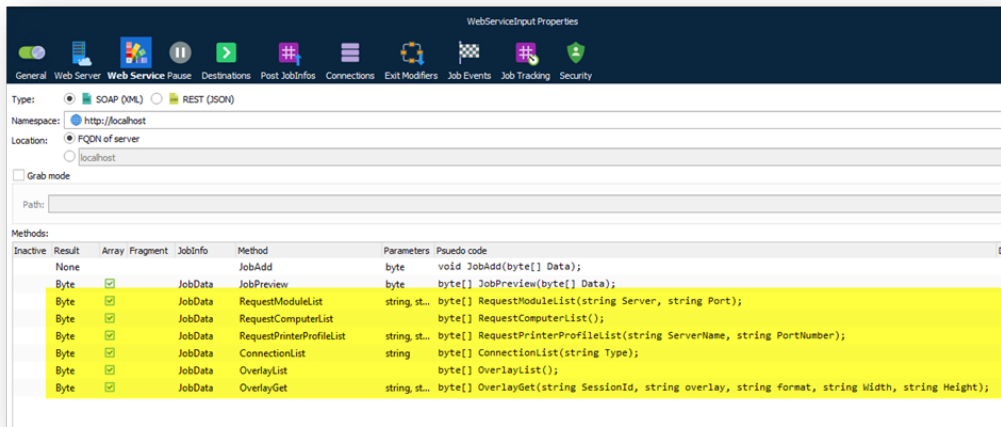 WebServiceInput Properties
General Web Server Web Service Pause Destinations Post JobInfos Connections Exit Modifiers Job Events Job Tracking Security
Type: SOAP (XML) REST (JSON)
Namespace: http://localhost
Location: FQDN of server
localhost
Grab mode
Path:
Methods:
Inactive Result Array Fragment JobInfo Method Parameters Psuedo code
None JobAdd byte void JobAdd(byte[] Data);
Byte JobData JobPreview byte byte[] JobPreview(byte[] Data);
Byte JobData RequestModuleList string, st... byte[] RequestModuleList(string Server, string Port);
Byte JobData RequestComputerList byte[] RequestComputerList();
Byte JobData RequestPrinterProfileList string, st... byte[] RequestPrinterProfileList(string ServerName, string PortNumber);
Byte JobData ConnectionList string byte[] ConnectionList(string Type);
Byte JobData OverlayList byte[] OverlayList();
Byte JobData OverlayGet string, st... byte[] OverlayGet(string SessionId, string overlay, string format, string Width, string Height);